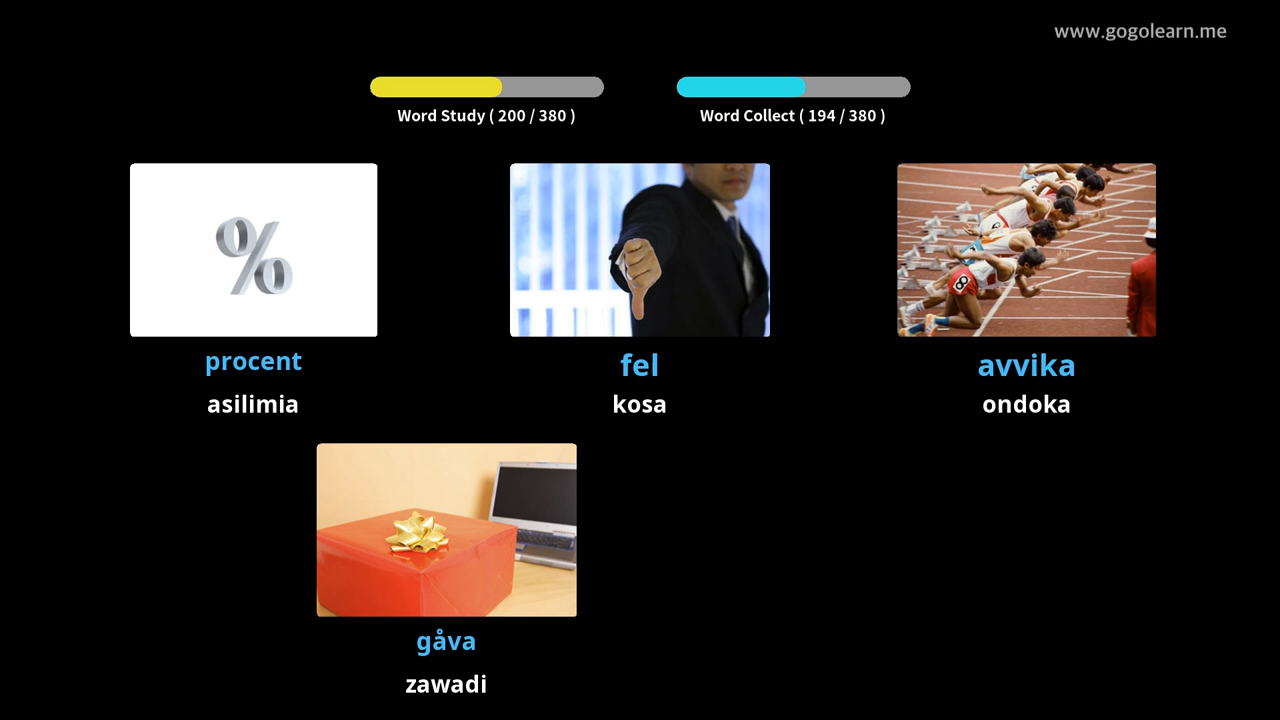 www.gogolearn.me
Word Study ( 200 / 380 )
Word Collect ( 194 / 380 )
%
procent
fel
avvika
asilimia
kosa
ondoka
8
gåva
zawadi